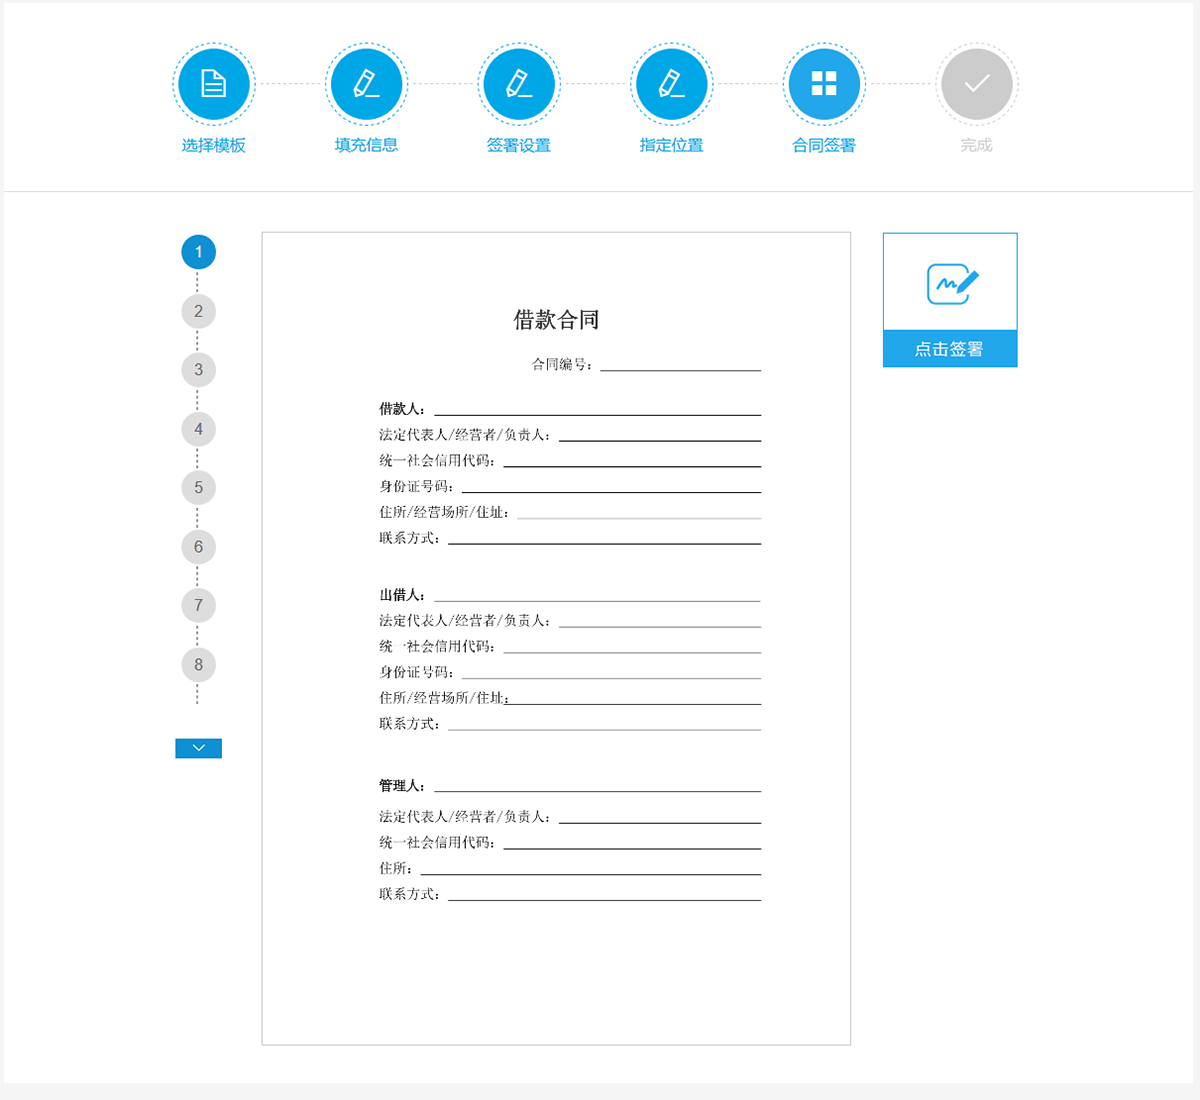 选择模板 填充信息 签署设置 指定位置 合同签署 完成
1
2
3
4
5
6
7
8
借款合同
合同编号：
借款人：
法定代表人/经营者/负责人：
统一社会信用代码：
身份证号码：
住所/经营场所/住址：
联系方式：
出借人：
法定代表人/经营者/负责人：
统一社会信用代码：
身份证号码：
住所/经营场所/住址：
联系方式：
管理人：
法定代表人/经营者/负责人：
统一社会信用代码：
住所：
联系方式：
点击签署